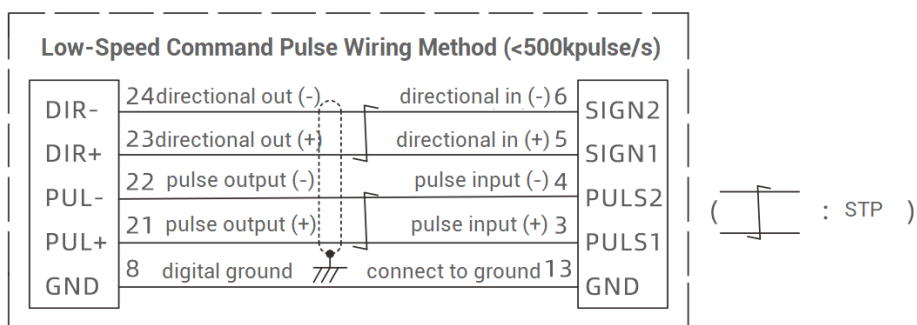 Low-Speed Command Pulse Wiring Method (<500kpulse/s)
DIR- 24 directional out (-) directional in (-) 6 SIGN2
DIR+ 23 directional out (+) directional in (+) 5 SIGN1
PUL- 22 pulse output (-) pulse input (-) 4 PULS2
PUL+ 21 pulse output (+) pulse input (+) 3 PULS1
GND 8 digital ground connect to ground 13 GND
( : STP )